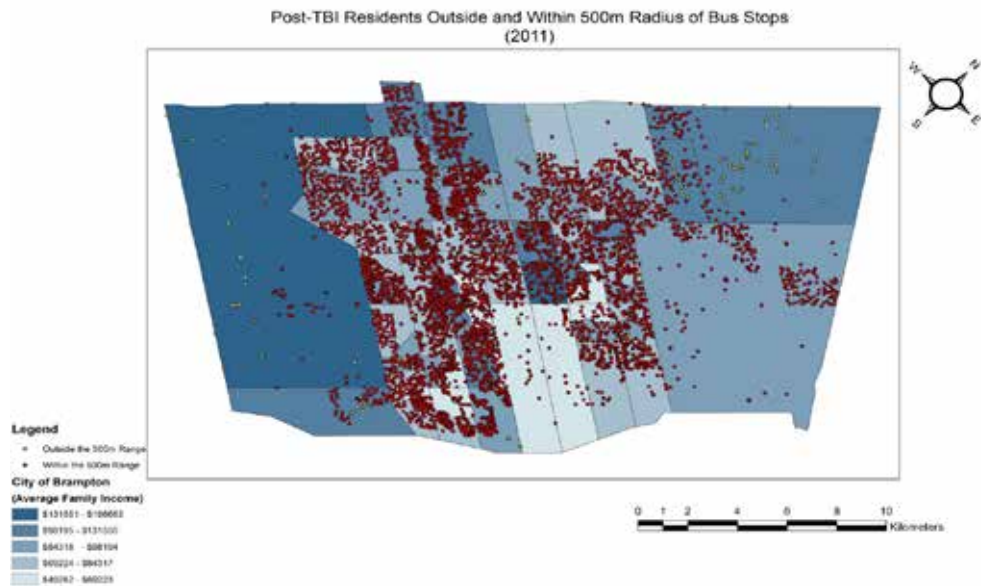 Post-TBI Residents Outside and Within 500m Radius of Bus Stops
(2011)
W
N
S
E
Legend
Outside the 500m Range
Within the 500m Range
City of Brampton
(Average Family Income)
0 1 2 4 6 8 10
Kilometers